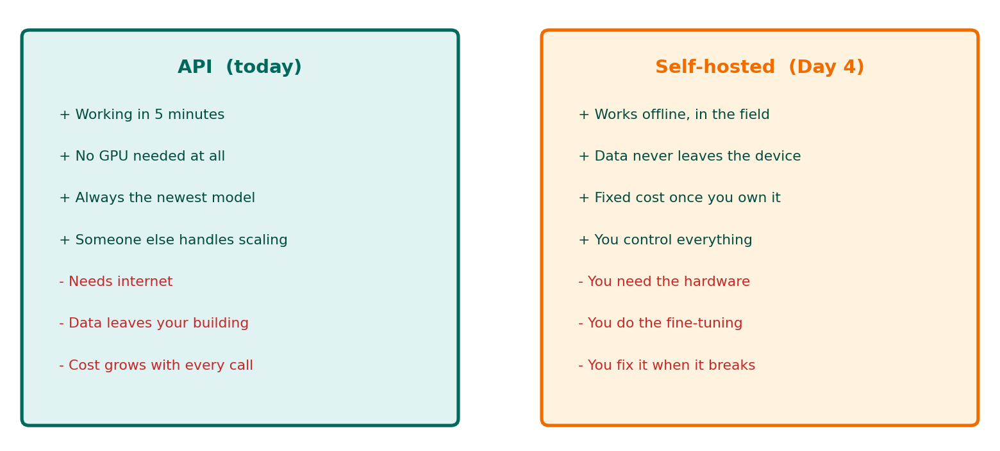 API  (today)
+ Working in 5 minutes
+ No GPU needed at all
+ Always the newest model
+ Someone else handles scaling
- Needs internet
- Data leaves your building
- Cost grows with every call
Self-hosted  (Day 4)
+ Works offline, in the field
+ Data never leaves the device
+ Fixed cost once you own it
+ You control everything
- You need the hardware
- You do the fine-tuning
- You fix it when it breaks